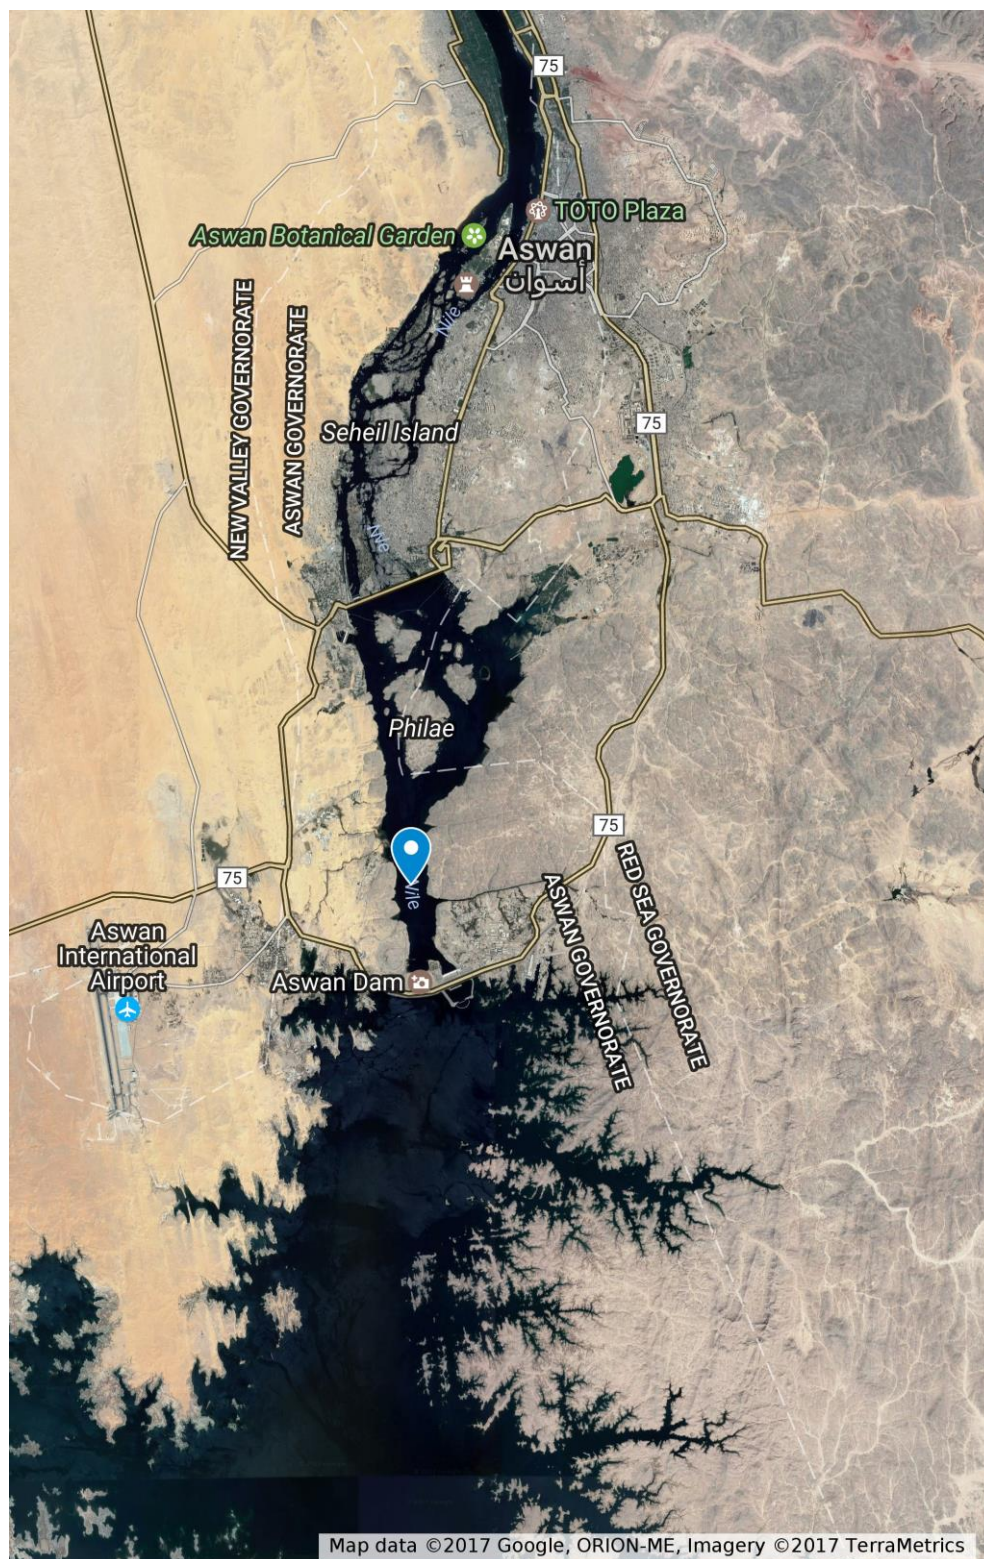 75
TOTO Plaza
Aswan Botanical Garden
Aswan
أسوان
Nile
NEW VALLEY GOVERNORATE
ASWAN GOVERNORATE
75
Seheil Island
Nile
Philae
75
RED SEA GOVERNORATE
ASWAN GOVERNORATE
75
Nile
Aswan
International
Airport
Aswan Dam
Map data ©2017 Google, ORION-ME, Imagery ©2017 TerraMetrics